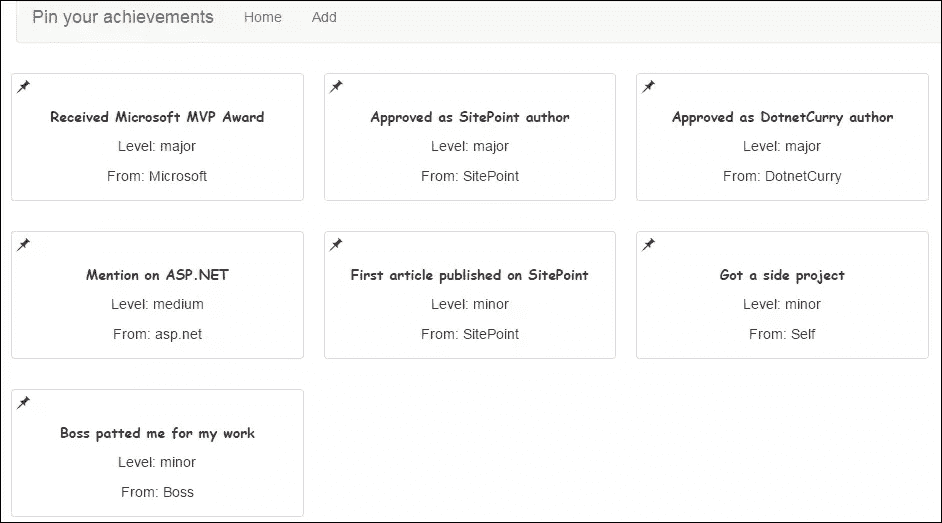 Pin your achievements Home Add
Received Microsoft MVP Award
Level: major
From: Microsoft
Approved as SitePoint author
Level: major
From: SitePoint
Approved as DotnetCurry author
Level: major
From: DotnetCurry
Mention on ASP.NET
Level: medium
From: asp.net
First article published on SitePoint
Level: minor
From: SitePoint
Got a side project
Level: minor
From: Self
Boss patted me for my work
Level: minor
From: Boss